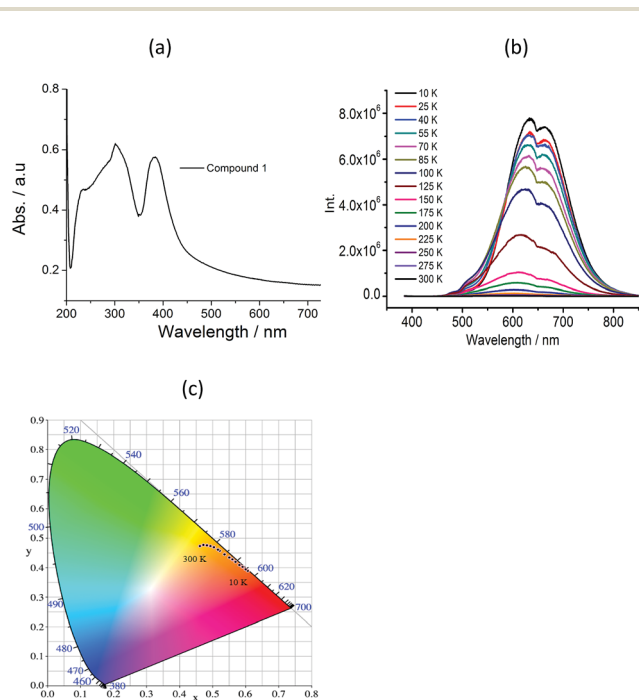 (a)
(b)
0.8
0.6
0.4
0.2
Abs. / a.u
Compound 1
200 300 400 500 600 700
Wavelength / nm
10 K
25 K
40 K
55 K
70 K
85 K
100 K
125 K
150 K
175 K
200 K
225 K
250 K
275 K
300 K
8.0x10⁶
6.0x10⁶
4.0x10⁶
2.0x10⁶
0.0
Int.
400 500 600 700 800
Wavelength / nm
(c)
0.9
0.8
0.7
0.6
0.5
0.4
0.3
0.2
0.1
0.0
y
520
540
560
580
600
620
700
500
490
480
470
460
380
300 K
10 K
0.0 0.1 0.2 0.3 0.4 0.5 0.6 0.7 0.8
x